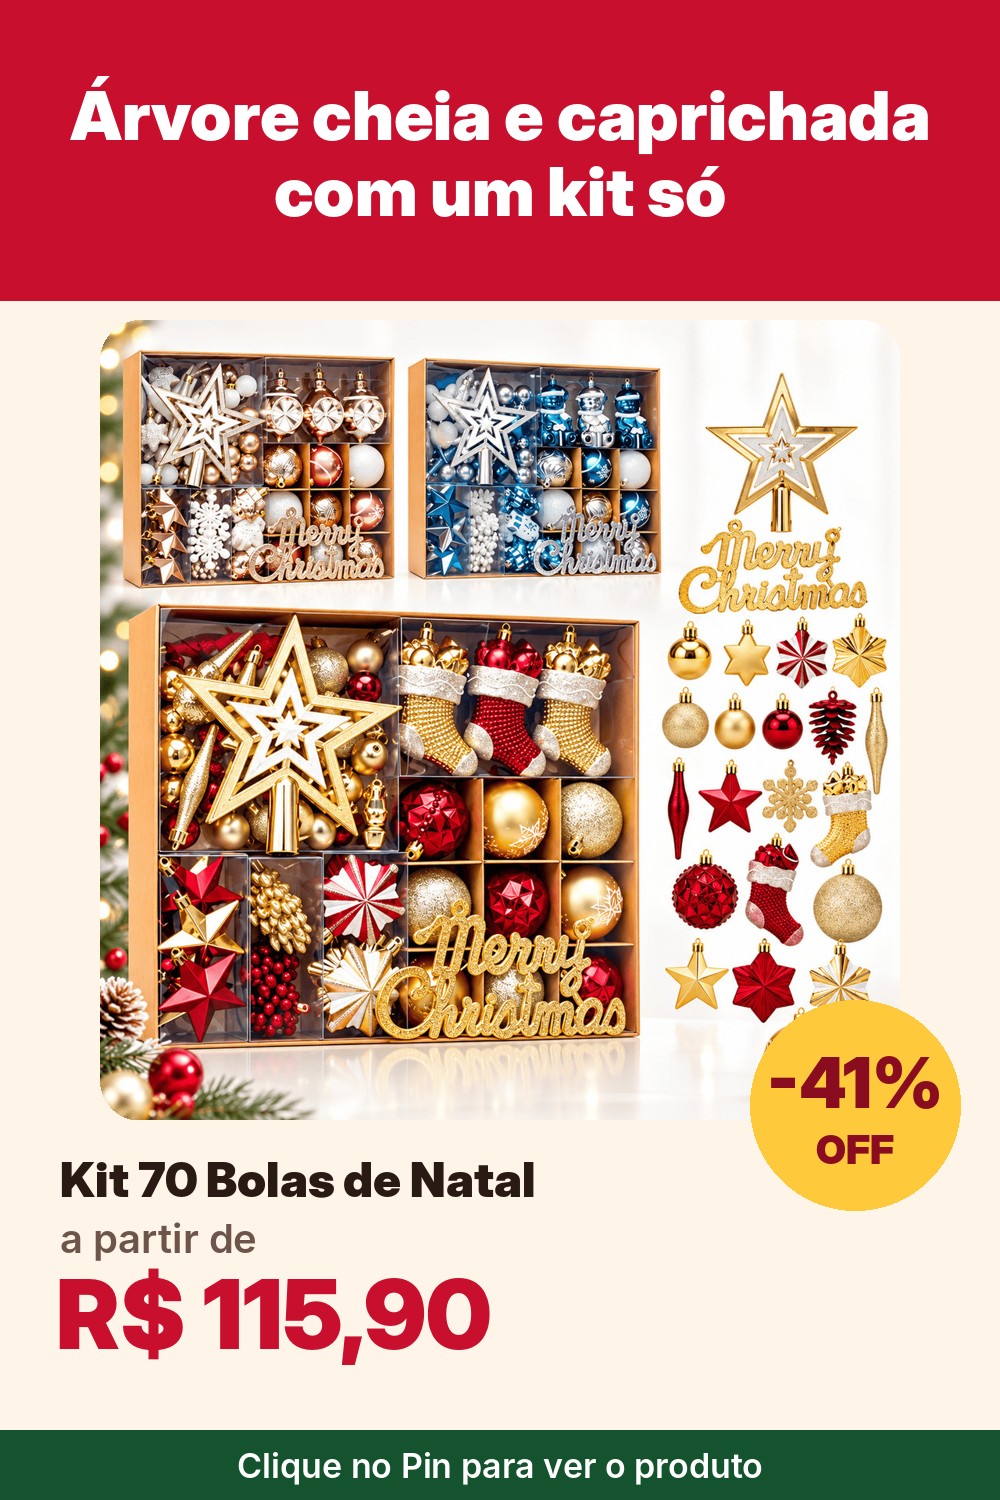 Árvore cheia e caprichada
com um kit só
Merry
Christmas
Merry
Christmas
Merry
Christmas
Merry
Christmas
-41%
OFF
Kit 70 Bolas de Natal
a partir de
R$ 115,90
Clique no Pin para ver o produto